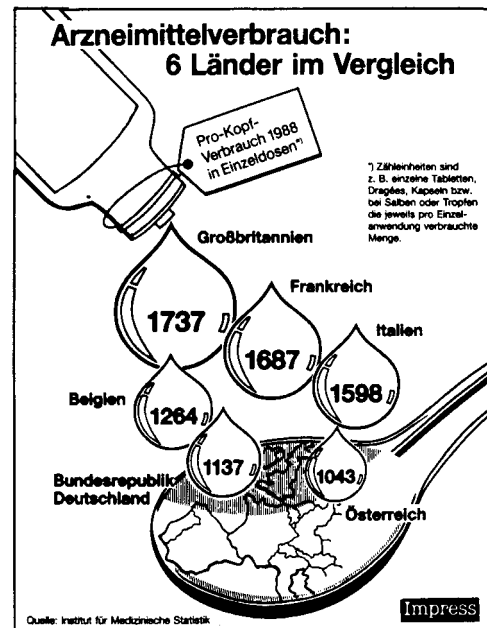 Arzneimittelverbrauch:
6 Länder im Vergleich
Pro-Kopf-
Verbrauch 1988
in Einzeldosen*)
*) Zähleinheiten sind
z. B. einzelne Tabletten,
Dragées, Kapseln bzw.
bei Salben oder Tropfen
die jeweils pro Einzel-
anwendung verbrauchte
Menge.
Großbritannien
1737
Frankreich
1687
Italien
1598
Belgien
1264
Bundesrepublik
Deutschland
1137
1043
Österreich
Impress
Quelle: Institut für Medizinische Statistik